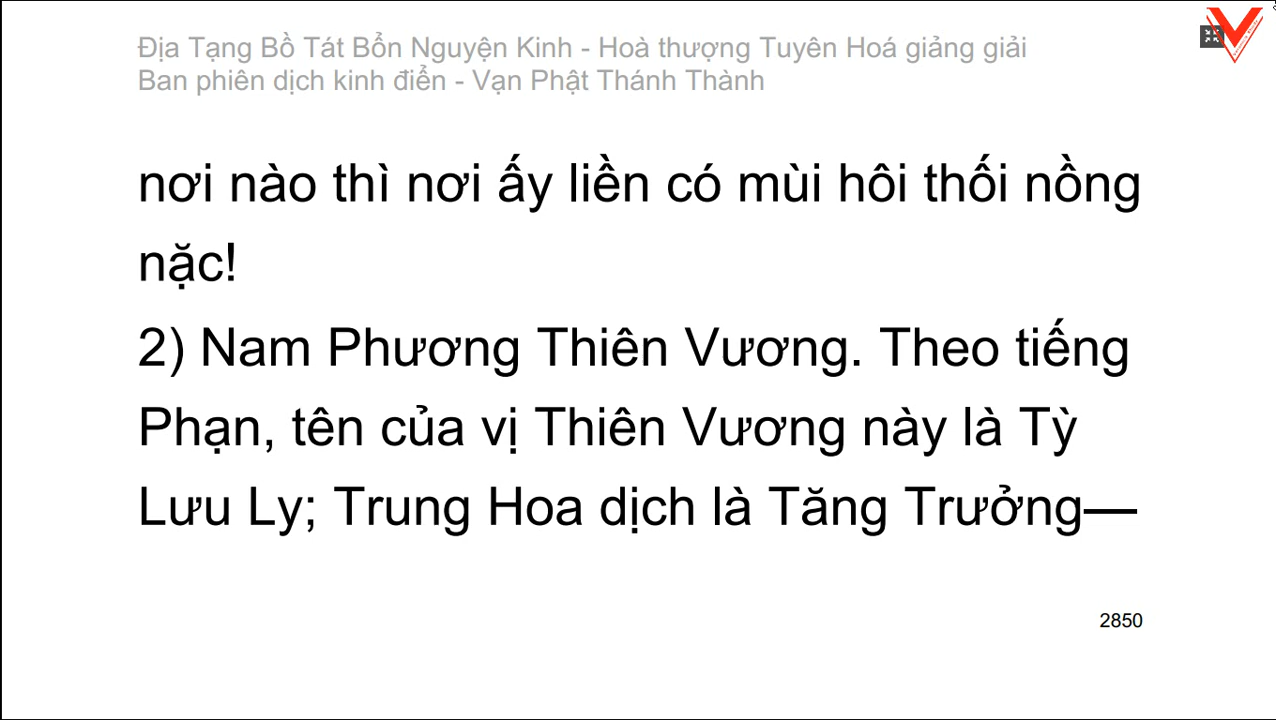 Địa Tạng Bồ Tát Bổn Nguyện Kinh - Hoà thượng Tuyên Hoá giảng giải
Ban phiên dịch kinh điển - Vạn Phật Thánh Thành
nơi nào thì nơi ấy liền có mùi hôi thối nồng
nặc!
2) Nam Phương Thiên Vương. Theo tiếng
Phạn, tên của vị Thiên Vương này là Tỳ
Lưu Ly; Trung Hoa dịch là Tăng Trưởng—
2850